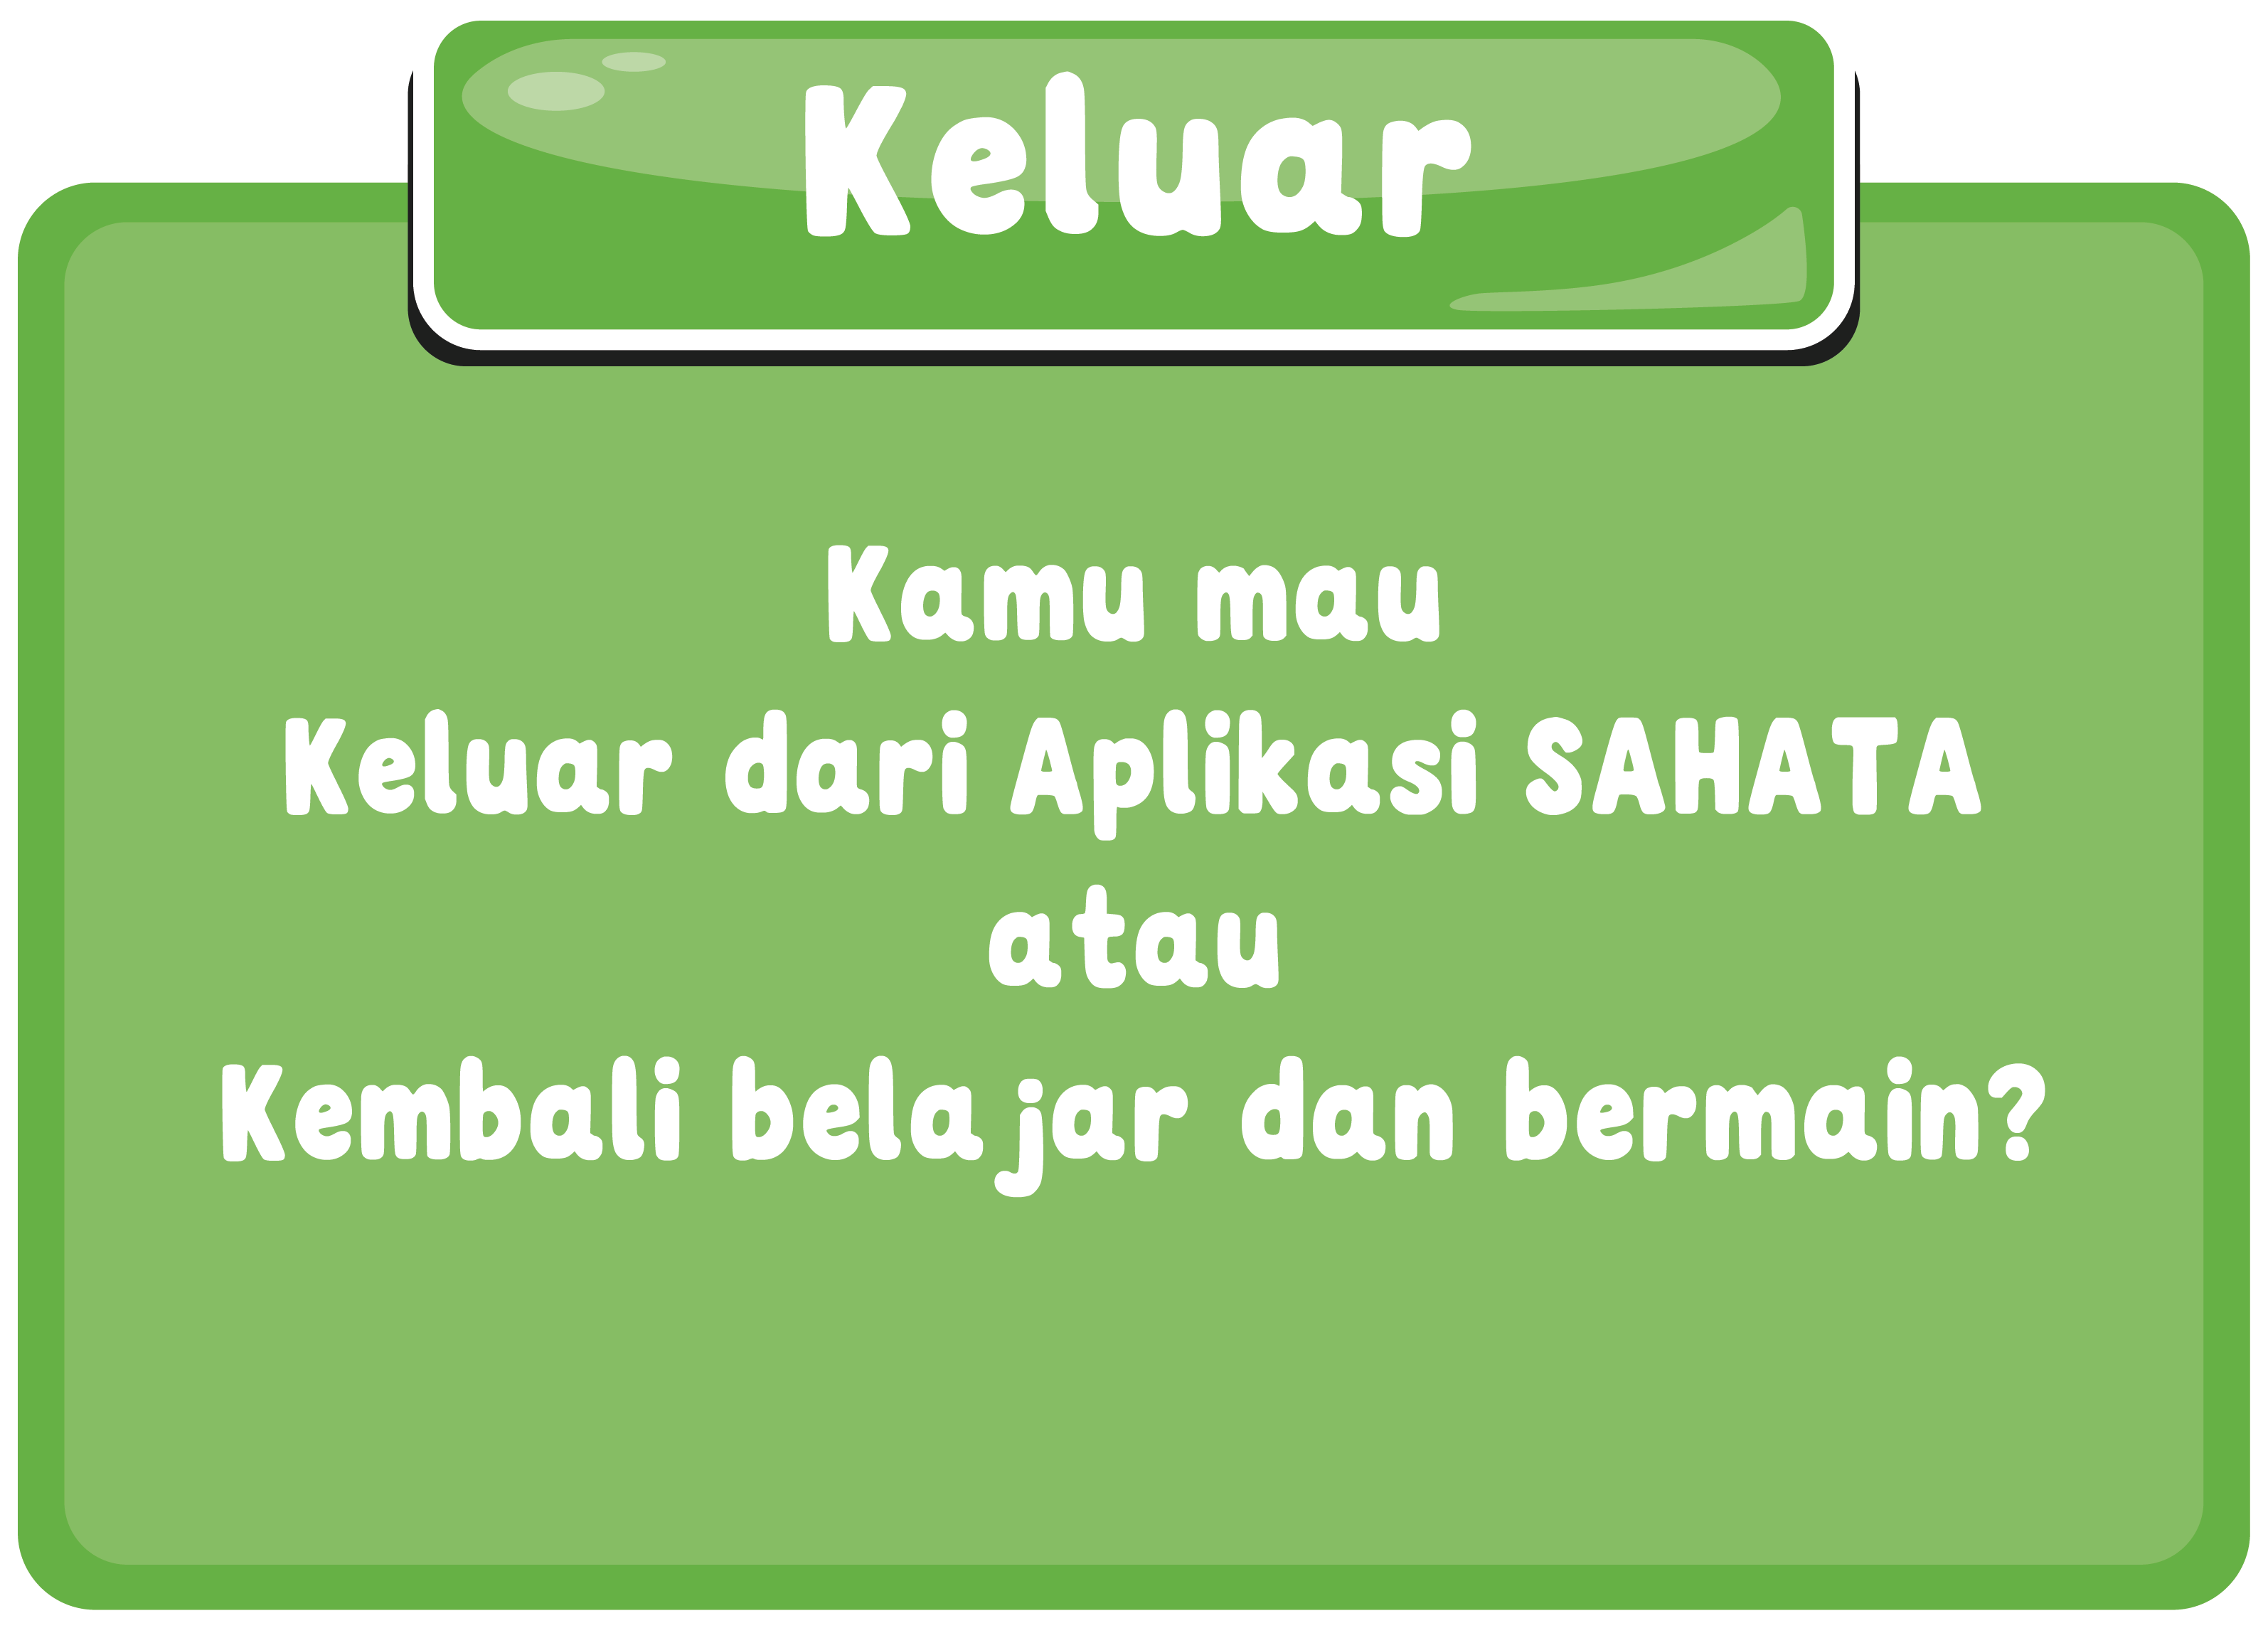 Keluar
Kamu mau
Keluar dari Aplikasi SAHATA
atau
Kembali belajar dan bermain?